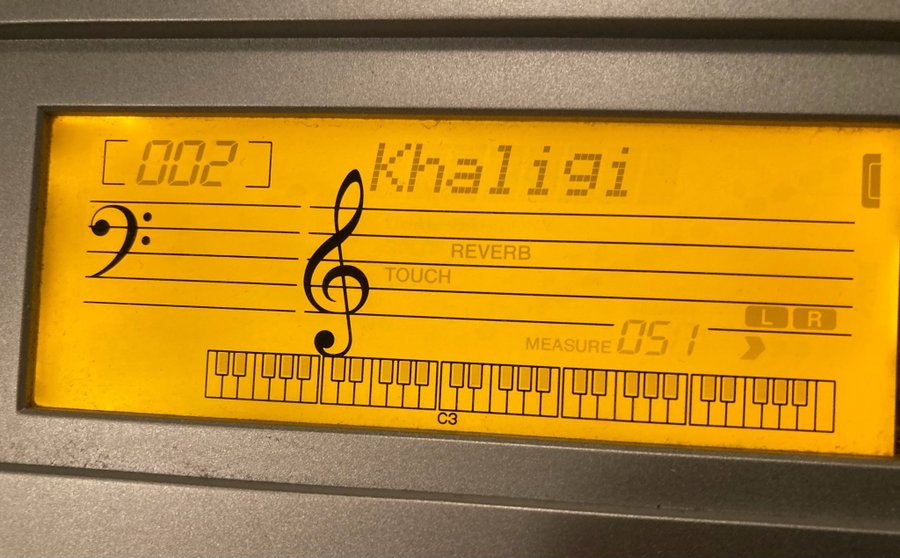 002 Khaligi
REVERB
TOUCH
L R
MEASURE 051
C3